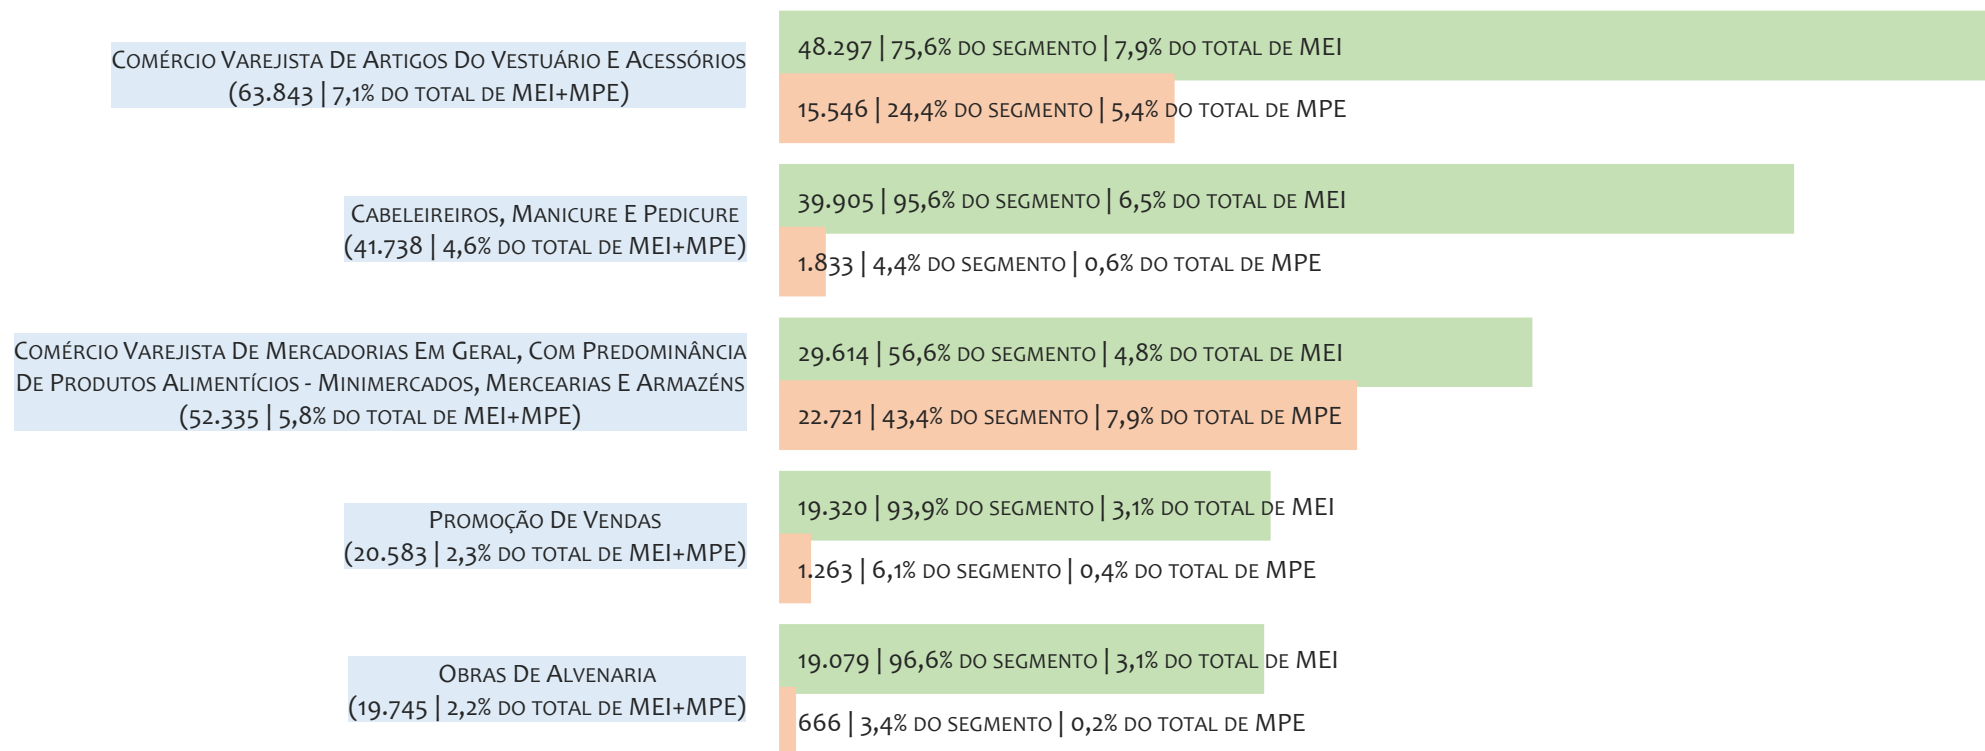 Comércio Varejista De Artigos Do Vestuário E Acessórios
(63.843 | 7,1% do total de MEI+MPE)
48.297 | 75,6% do segmento | 7,9% do total de MEI
15.546 | 24,4% do segmento | 5,4% do total de MPE
Cabeleireiros, Manicure E Pedicure
(41.738 | 4,6% do total de MEI+MPE)
39.905 | 95,6% do segmento | 6,5% do total de MEI
1.833 | 4,4% do segmento | 0,6% do total de MPE
Comércio Varejista De Mercadorias Em Geral, Com Predominância
De Produtos Alimentícios - Minimercados, Mercearias E Armazéns
(52.335 | 5,8% do total de MEI+MPE)
29.614 | 56,6% do segmento | 4,8% do total de MEI
22.721 | 43,4% do segmento | 7,9% do total de MPE
Promoção De Vendas
(20.583 | 2,3% do total de MEI+MPE)
19.320 | 93,9% do segmento | 3,1% do total de MEI
1.263 | 6,1% do segmento | 0,4% do total de MPE
Obras De Alvenaria
(19.745 | 2,2% do total de MEI+MPE)
19.079 | 96,6% do segmento | 3,1% do total de MEI
666 | 3,4% do segmento | 0,2% do total de MPE